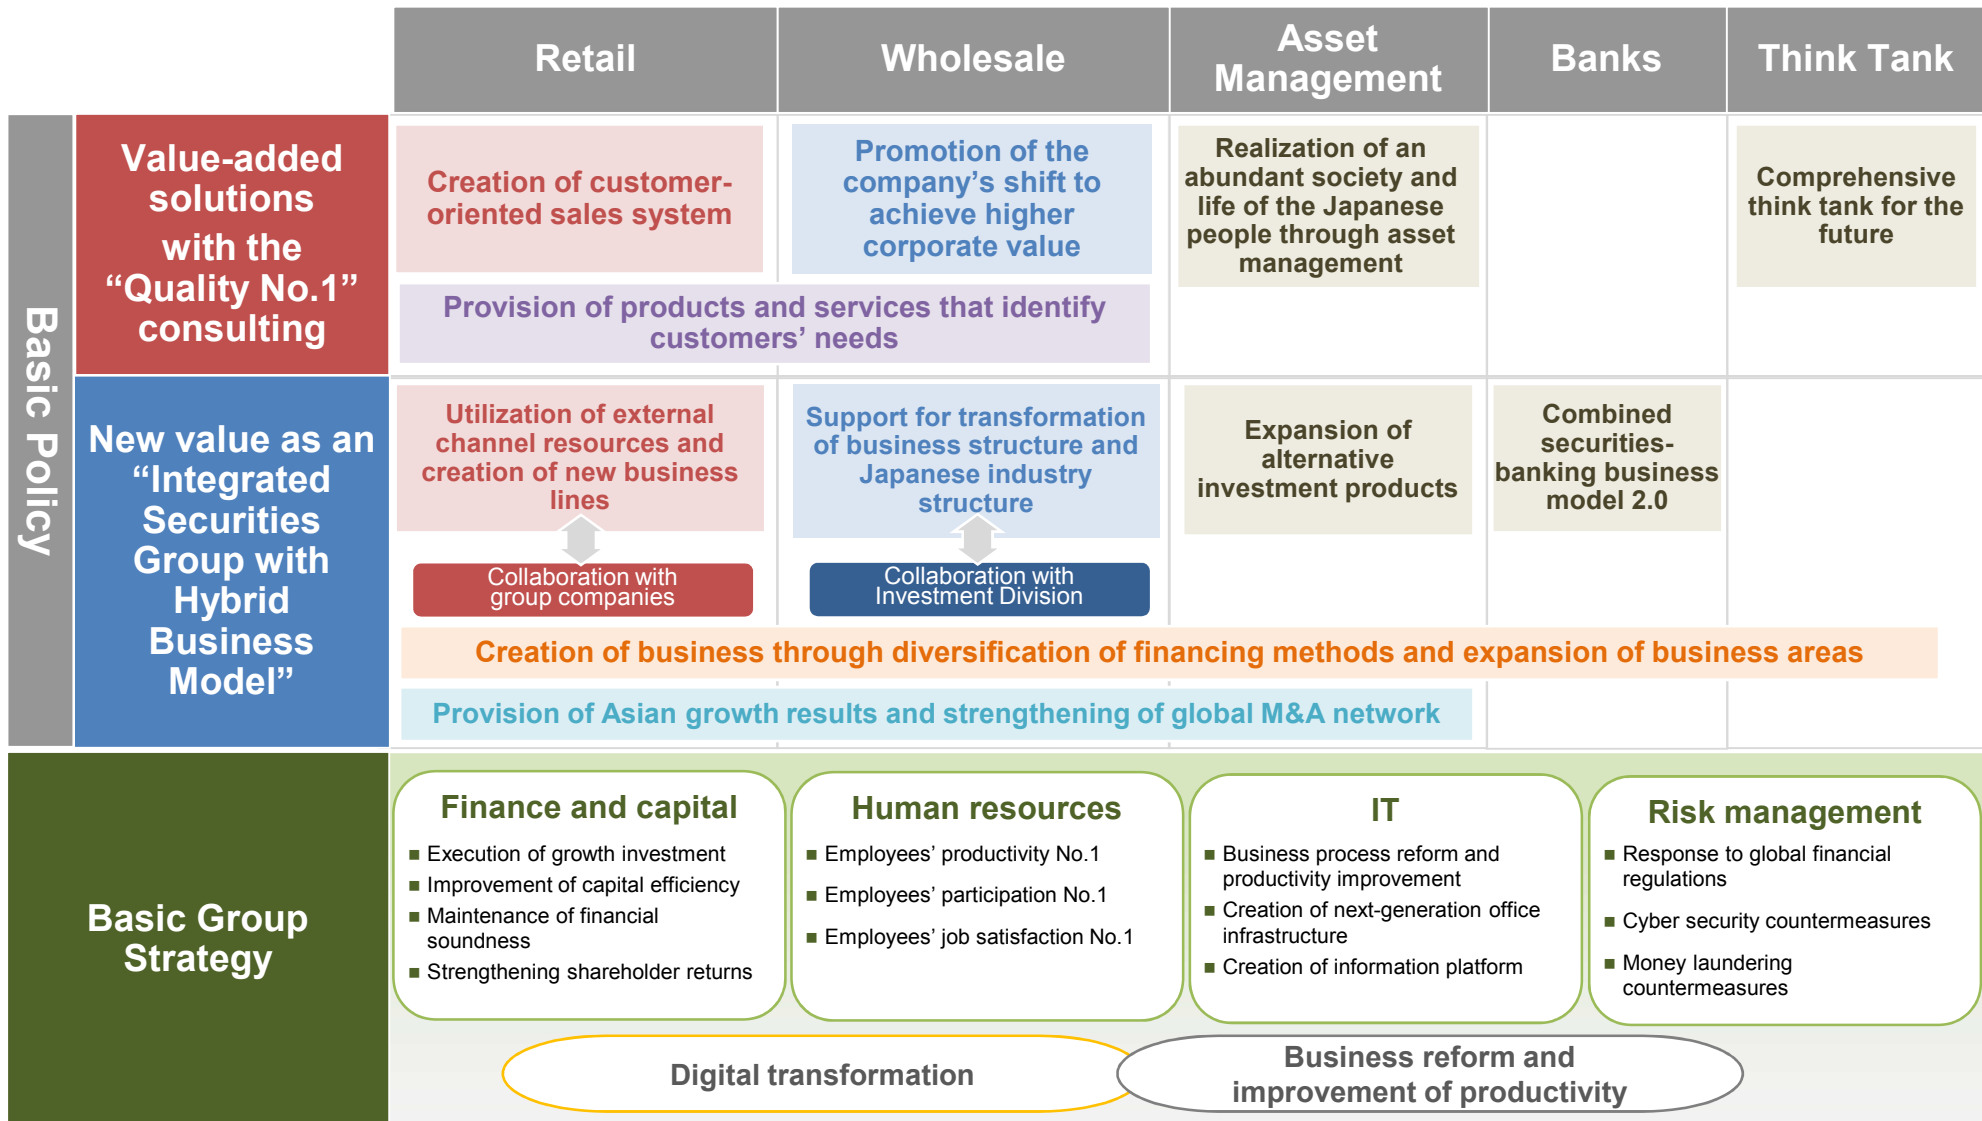 Retail
Wholesale
Asset
Management
Banks
Think Tank
Basic Policy
Value-added
solutions
with the
“Quality No.1”
consulting
Creation of customer-
oriented sales system
Promotion of the
company’s shift to
achieve higher
corporate value
Realization of an
abundant society and
life of the Japanese
people through asset
management
Comprehensive
think tank for the
future
Provision of products and services that identify
customers’ needs
New value as an
“Integrated
Securities
Group with
Hybrid
Business
Model”
Utilization of external
channel resources and
creation of new business
lines
Support for transformation
of business structure and
Japanese industry
structure
Expansion of
alternative
investment products
Combined
securities-
banking business
model 2.0
Collaboration with
group companies
Collaboration with
Investment Division
Creation of business through diversification of financing methods and expansion of business areas
Provision of Asian growth results and strengthening of global M&A network
Basic Group
Strategy
Finance and capital
■ Execution of growth investment
■ Improvement of capital efficiency
■ Maintenance of financial
soundness
■ Strengthening shareholder returns
Human resources
■ Employees’ productivity No.1
■ Employees’ participation No.1
■ Employees’ job satisfaction No.1
IT
■ Business process reform and
productivity improvement
■ Creation of next-generation office
infrastructure
■ Creation of information platform
Risk management
■ Response to global financial
regulations
■ Cyber security countermeasures
■ Money laundering
countermeasures
Digital transformation
Business reform and
improvement of productivity